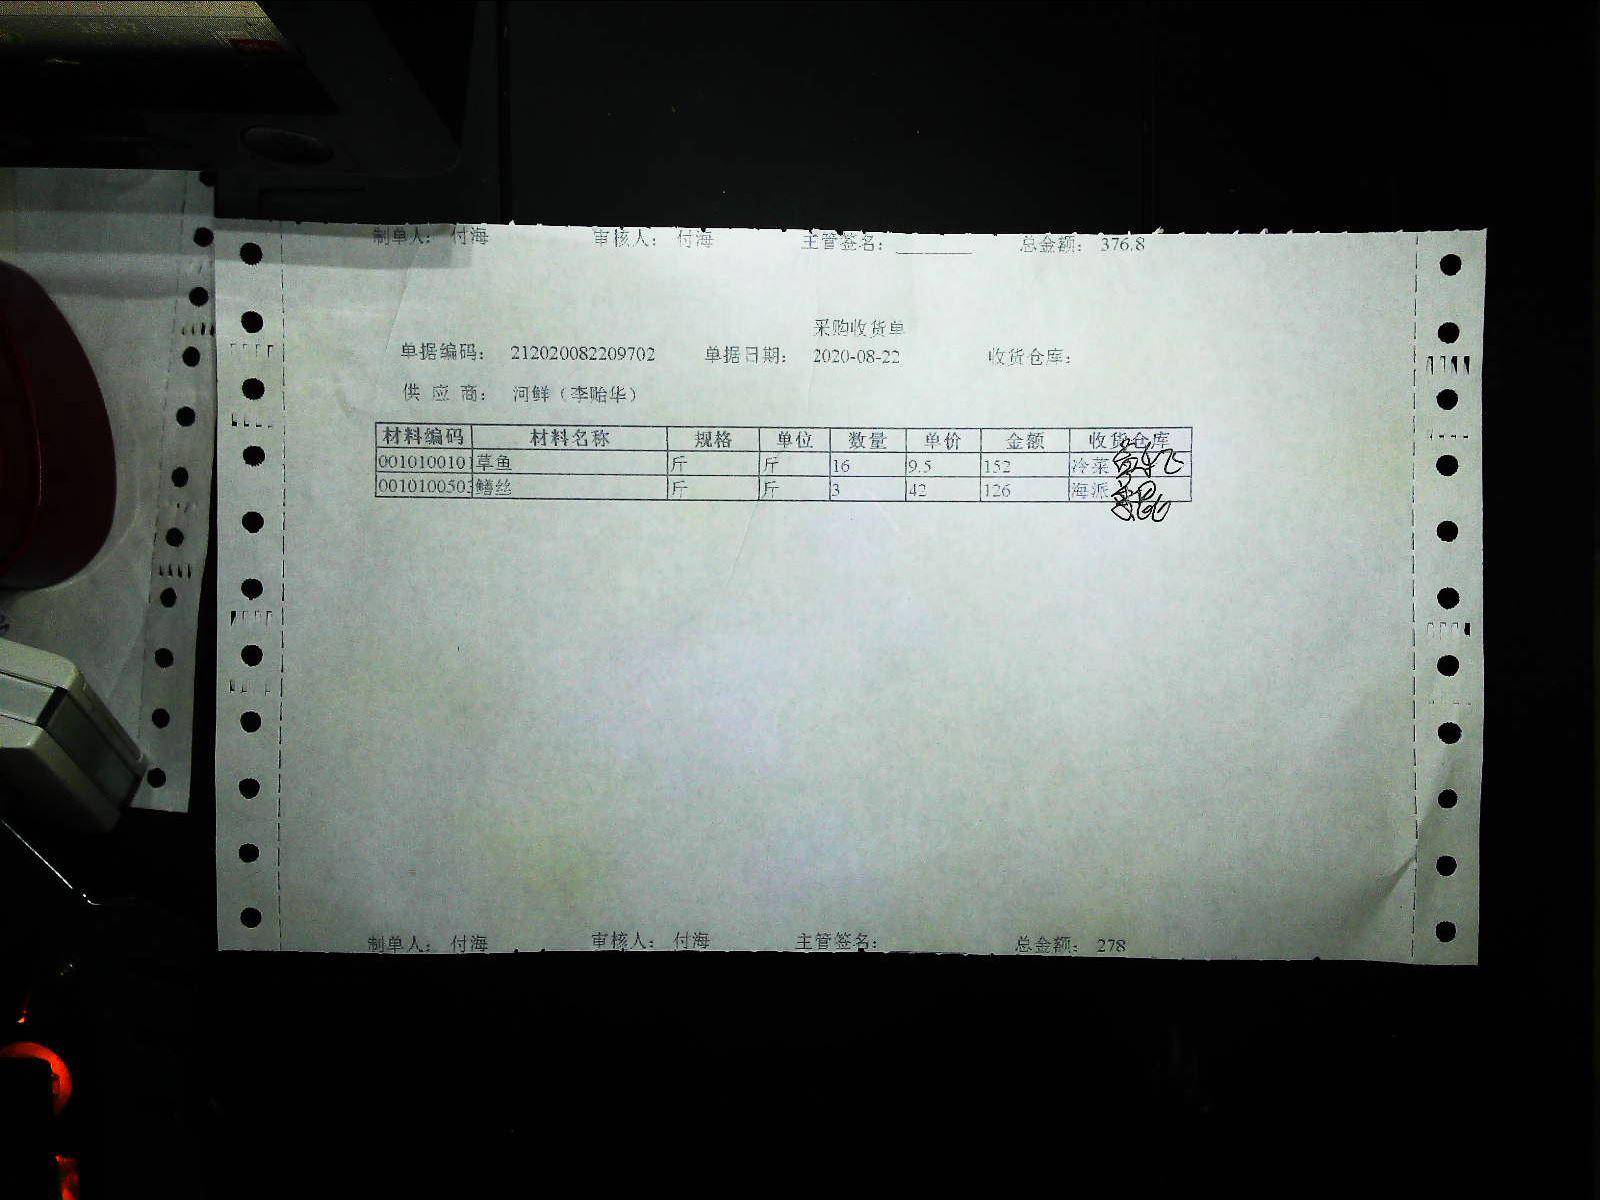 制单人： 付海 审核人： 付海 主管签名：________ 总金额： 376.8
采购收货单
单据编码： 212020082209702 单据日期： 2020-08-22 收货仓库：
供 应 商： 河鲜（李贻华）
材料编码 材料名称 规格 单位 数量 单价 金额 收货仓库
001010010 草鱼 斤 斤 16 9.5 152 冷菜
001010050 鳝丝 斤 斤 3 42 126 海派
制单人： 付海 审核人： 付海 主管签名： 总金额： 278